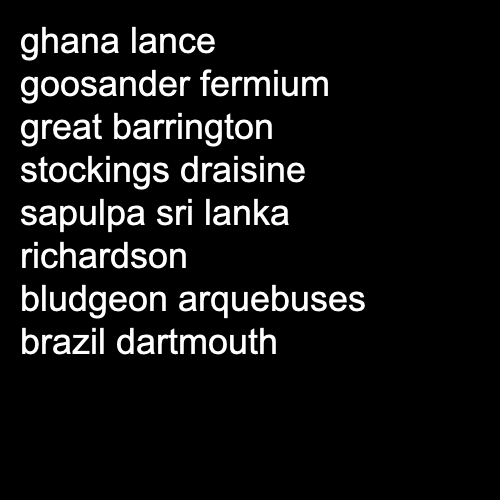 ghana lance
goosander fermium
great barrington
stockings draisine
sapulpa sri lanka
richardson
bludgeon arquebuses
brazil dartmouth